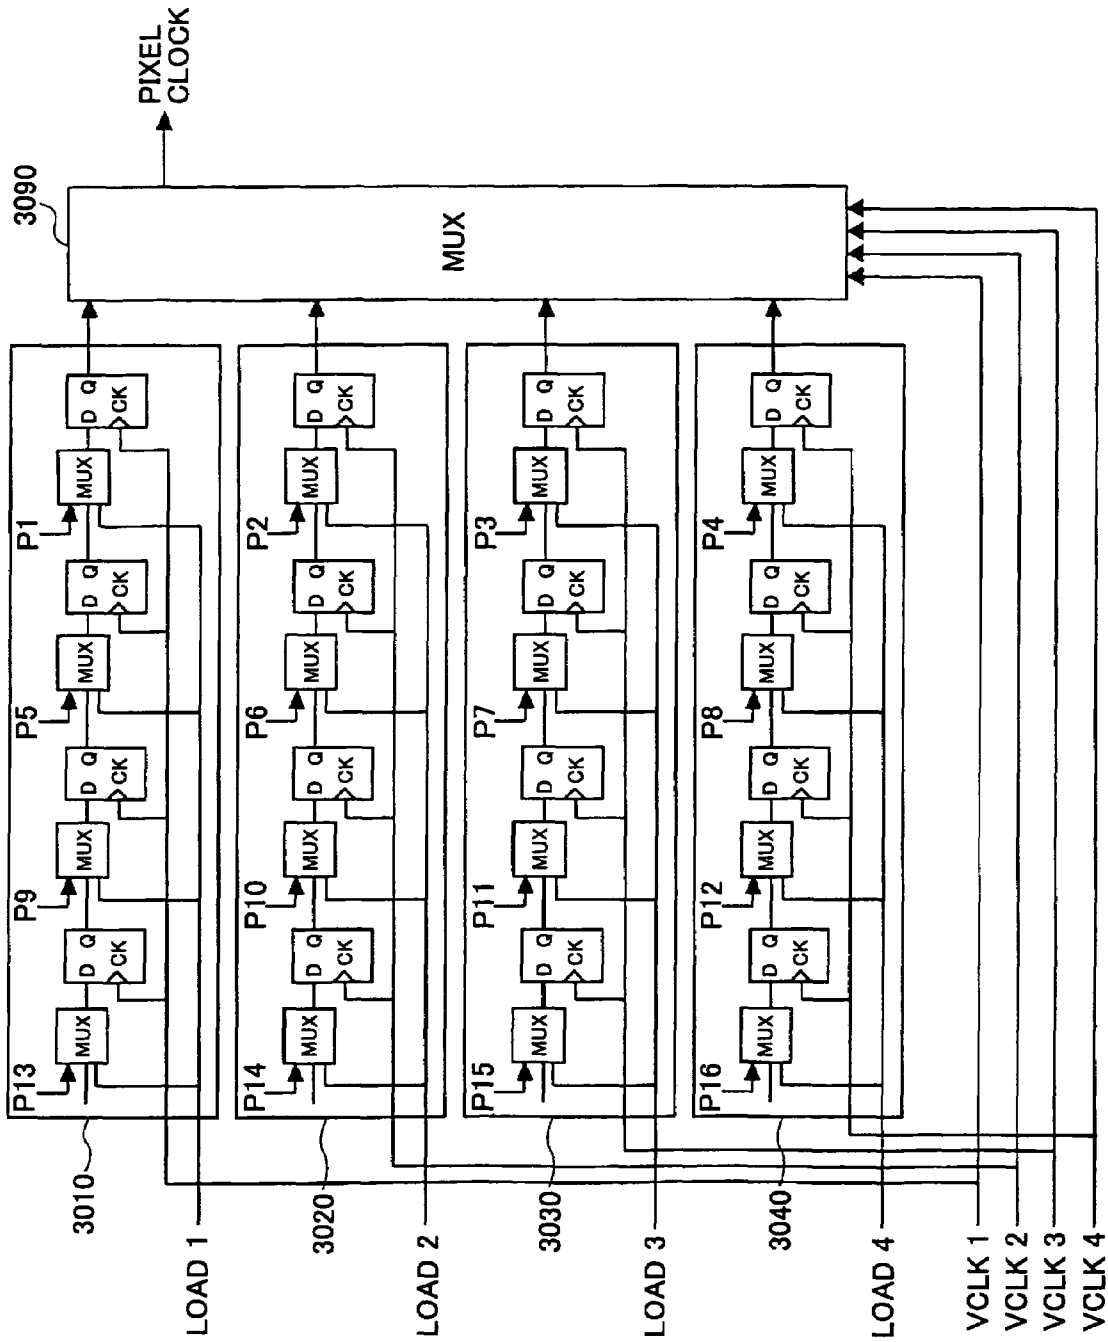 PIXEL
CLOCK
3090
MUX
P13
MUX
D Q
CK
P9
MUX
D Q
CK
P5
MUX
D Q
CK
P1
MUX
D Q
CK
3010
LOAD 1
P14
MUX
D Q
CK
P10
MUX
D Q
CK
P6
MUX
D Q
CK
P2
MUX
D Q
CK
3020
LOAD 2
P15
MUX
D Q
CK
P11
MUX
D Q
CK
P7
MUX
D Q
CK
P3
MUX
D Q
CK
3030
LOAD 3
P16
MUX
D Q
CK
P12
MUX
D Q
CK
P8
MUX
D Q
CK
P4
MUX
D Q
CK
3040
LOAD 4
VCLK 1
VCLK 2
VCLK 3
VCLK 4